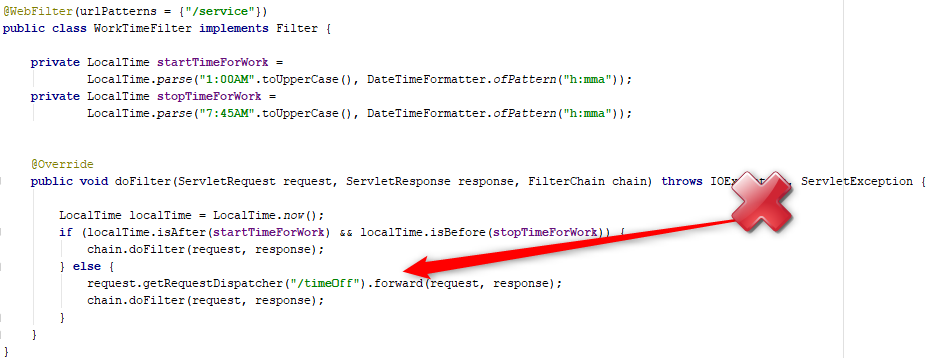 @WebFilter(urlPatterns = {"/service"})
public class WorkTimeFilter implements Filter {
private LocalTime startTimeForWork =
LocalTime.parse("1:00AM".toUpperCase(), DateTimeFormatter.ofPattern("h:mma"));
private LocalTime stopTimeForWork =
LocalTime.parse("7:45AM".toUpperCase(), DateTimeFormatter.ofPattern("h:mma"));
@Override
public void doFilter(ServletRequest request, ServletResponse response, FilterChain chain) throws ServletException {
LocalTime localTime = LocalTime.now();
if (localTime.isAfter(startTimeForWork) && localTime.isBefore(stopTimeForWork)) {
chain.doFilter(request, response);
} else {
request.getRequestDispatcher("/timeOff").forward(request, response);
chain.doFilter(request, response);
}
}
}